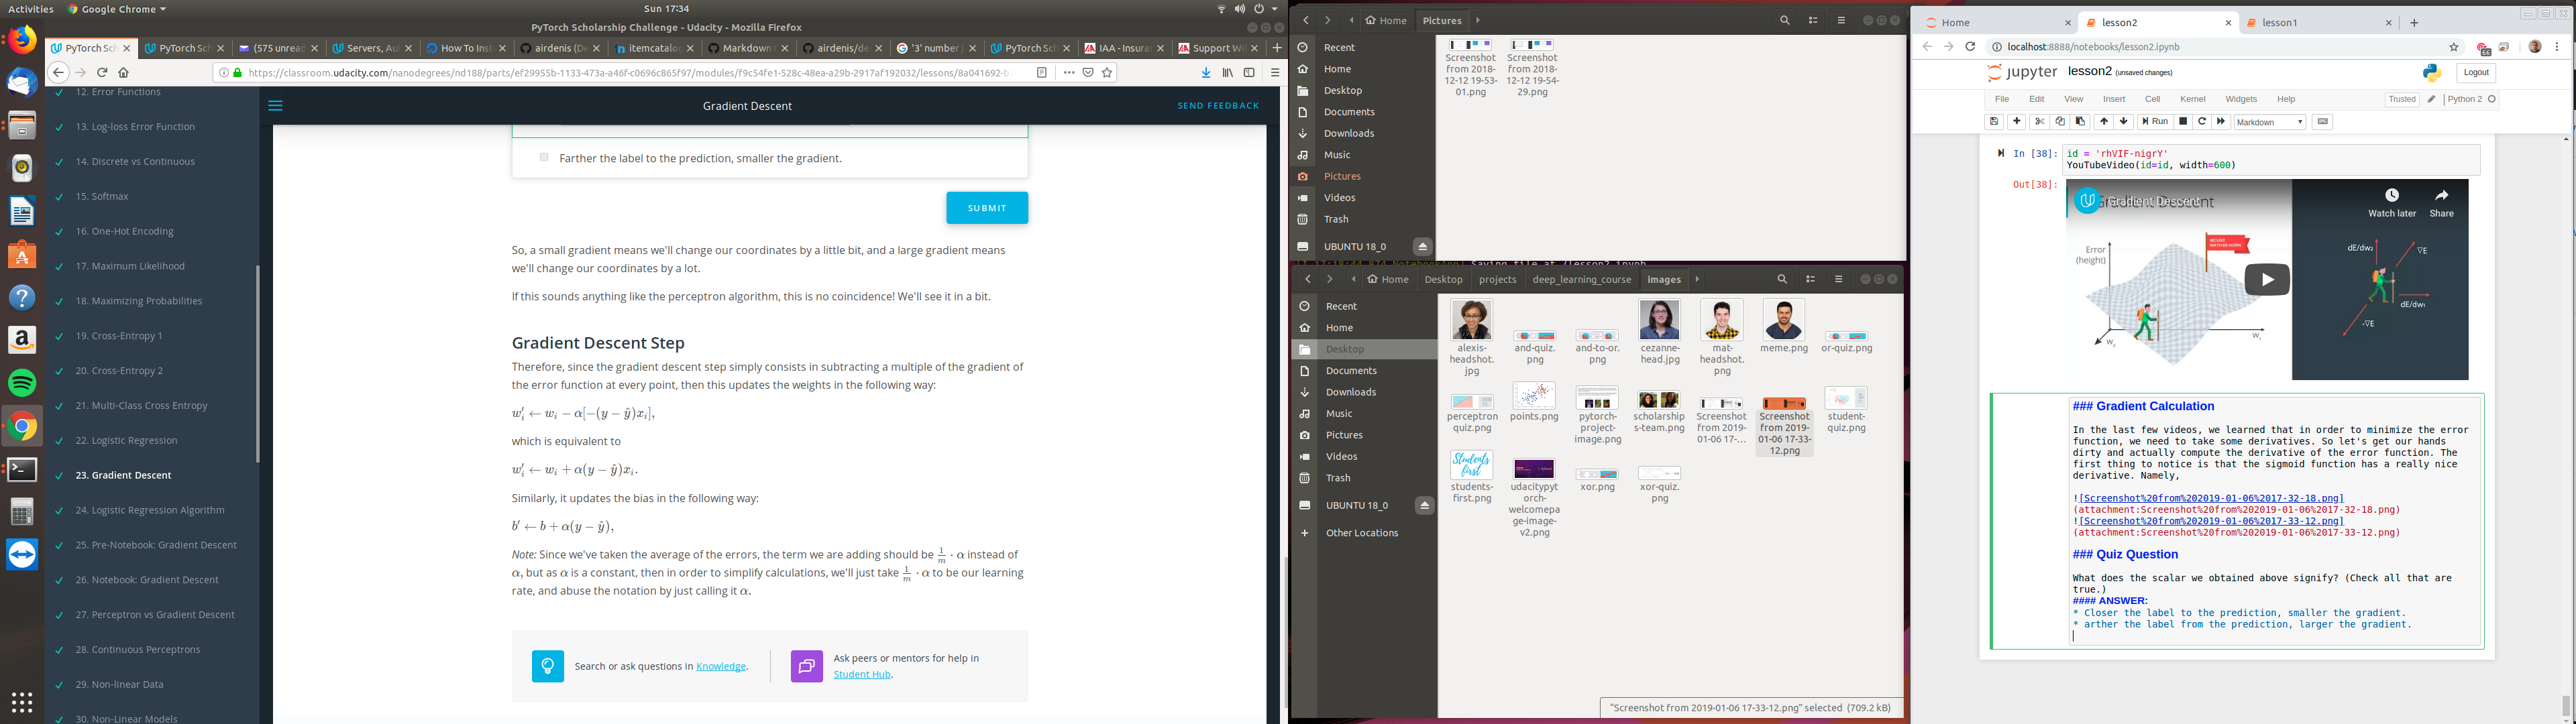 Activities
Google Chrome
Sun 17:34
PyTorch Scholarship Challenge - Udacity - Mozilla Firefox
PyTorch Sch
PyTorch Sch
(575 unread
Servers, Au
How To Inst
airdenis (De
itemcatalog
Markdown C
airdenis/de
'3' number
PyTorch Sch
IAA - Insura
Support Wi
https://classroom.udacity.com/nanodegrees/nd188/parts/ef29955b-1133-473a-a46f-c0696c865f97/modules/f9c54fe1-528c-48ea-a29b-2917af192032/lessons/8a041692-b
12. Error Functions
13. Log-loss Error Function
14. Discrete vs Continuous
15. Softmax
16. One-Hot Encoding
17. Maximum Likelihood
18. Maximizing Probabilities
19. Cross-Entropy 1
20. Cross-Entropy 2
21. Multi-Class Cross Entropy
22. Logistic Regression
23. Gradient Descent
24. Logistic Regression Algorithm
25. Pre-Notebook: Gradient Descent
26. Notebook: Gradient Descent
27. Perceptron vs Gradient Descent
28. Continuous Perceptrons
29. Non-linear Data
30. Non-Linear Models
Gradient Descent
SEND FEEDBACK
Farther the label to the prediction, smaller the gradient.
SUBMIT
So, a small gradient means we'll change our coordinates by a little bit, and a large gradient means
we'll change our coordinates by a lot.
If this sounds anything like the perceptron algorithm, this is no coincidence! We'll see it in a bit.
Gradient Descent Step
Therefore, since the gradient descent step simply consists in subtracting a multiple of the gradient of
the error function at every point, then this updates the weights in the following way:
w′ᵢ ← wᵢ − α[−(y − ŷ)xᵢ],
which is equivalent to
w′ᵢ ← wᵢ + α(y − ŷ)xᵢ.
Similarly, it updates the bias in the following way:
b′ ← b + α(y − ŷ),
Note: Since we've taken the average of the errors, the term we are adding should be 1/m · α instead of
α, but as α is a constant, then in order to simplify calculations, we'll just take 1/m · α to be our learning
rate, and abuse the notation by just calling it α.
Search or ask questions in Knowledge.
Ask peers or mentors for help in
Student Hub.
Home
Pictures
Recent
Home
Desktop
Documents
Downloads
Music
Pictures
Videos
Trash
UBUNTU 18_0
Screenshot
from 2018-
12-12 19-53-
01.png
Screenshot
from 2018-
12-12 19-54-
29.png
Home
Desktop
projects
deep_learning_course
images
Recent
Home
Desktop
Documents
Downloads
Music
Pictures
Videos
Trash
UBUNTU 18_0
Other Locations
alexis-
headshot.
jpg
and-quiz.
png
and-to-or.
png
cezanne-
head.jpg
mat-
headshot.
png
meme.png
or-quiz.png
perceptron
quiz.png
points.png
pytorch-
project-
image.png
scholarship
s-team.png
Screenshot
from 2019-
01-06 17-...
Screenshot
from 2019-
01-06 17-33-
12.png
student-
quiz.png
Students
first
students-
first.png
udacitypyt
orch-
welcomepa
ge-image-
v2.png
xor.png
xor-quiz.
png
"Screenshot from 2019-01-06 17-33-12.png" selected (709.2 kB)
Home
lesson2
lesson1
localhost:8888/notebooks/lesson2.ipynb
jupyter lesson2 (unsaved changes)
Logout
File
Edit
View
Insert
Cell
Kernel
Widgets
Help
Trusted
Python 2
Run
Markdown
In [38]:
id = 'rhVIF-nigrY'
YouTubeVideo(id=id, width=600)
Out[38]:
Gradient Descent
Watch later
Share
Error
(height)
MOUNT
dE/dw₂
∇E
dE/dw₁
-∇E
W₂
W₁
### Gradient Calculation
In the last few videos, we learned that in order to minimize the error
function, we need to take some derivatives. So let's get our hands
dirty and actually compute the derivative of the error function. The
first thing to notice is that the sigmoid function has a really nice
derivative. Namely,
![Screenshot%20from%202019-01-06%2017-32-18.png]
(attachment:Screenshot%20from%202019-01-06%2017-32-18.png)
![Screenshot%20from%202019-01-06%2017-33-12.png]
(attachment:Screenshot%20from%202019-01-06%2017-33-12.png)
### Quiz Question
What does the scalar we obtained above signify? (Check all that are
true.)
#### ANSWER:
* Closer the label to the prediction, smaller the gradient.
* arther the label from the prediction, larger the gradient.